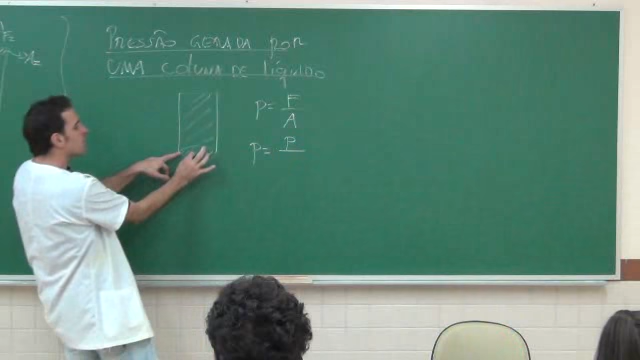 PRESSÃO GERADA POR
UMA COLUNA DE LÍQUIDO
p = F
A
p = P